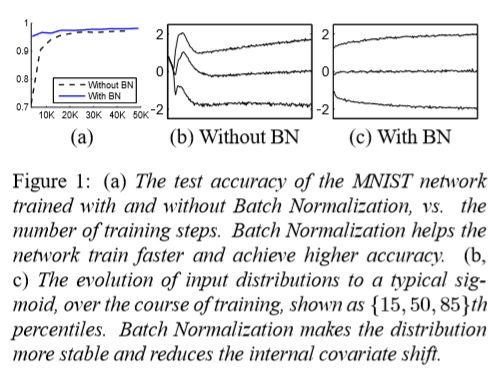 1
0.9
0.8
0.7
10K 20K 30K 40K 50K
Without BN
With BN
2
0
-2
2
0
-2
(a) (b) Without BN (c) With BN
Figure 1: (a) The test accuracy of the MNIST network
trained with and without Batch Normalization, vs. the
number of training steps. Batch Normalization helps the
network train faster and achieve higher accuracy. (b,
c) The evolution of input distributions to a typical sig-
moid, over the course of training, shown as {15, 50, 85}th
percentiles. Batch Normalization makes the distribution
more stable and reduces the internal covariate shift.